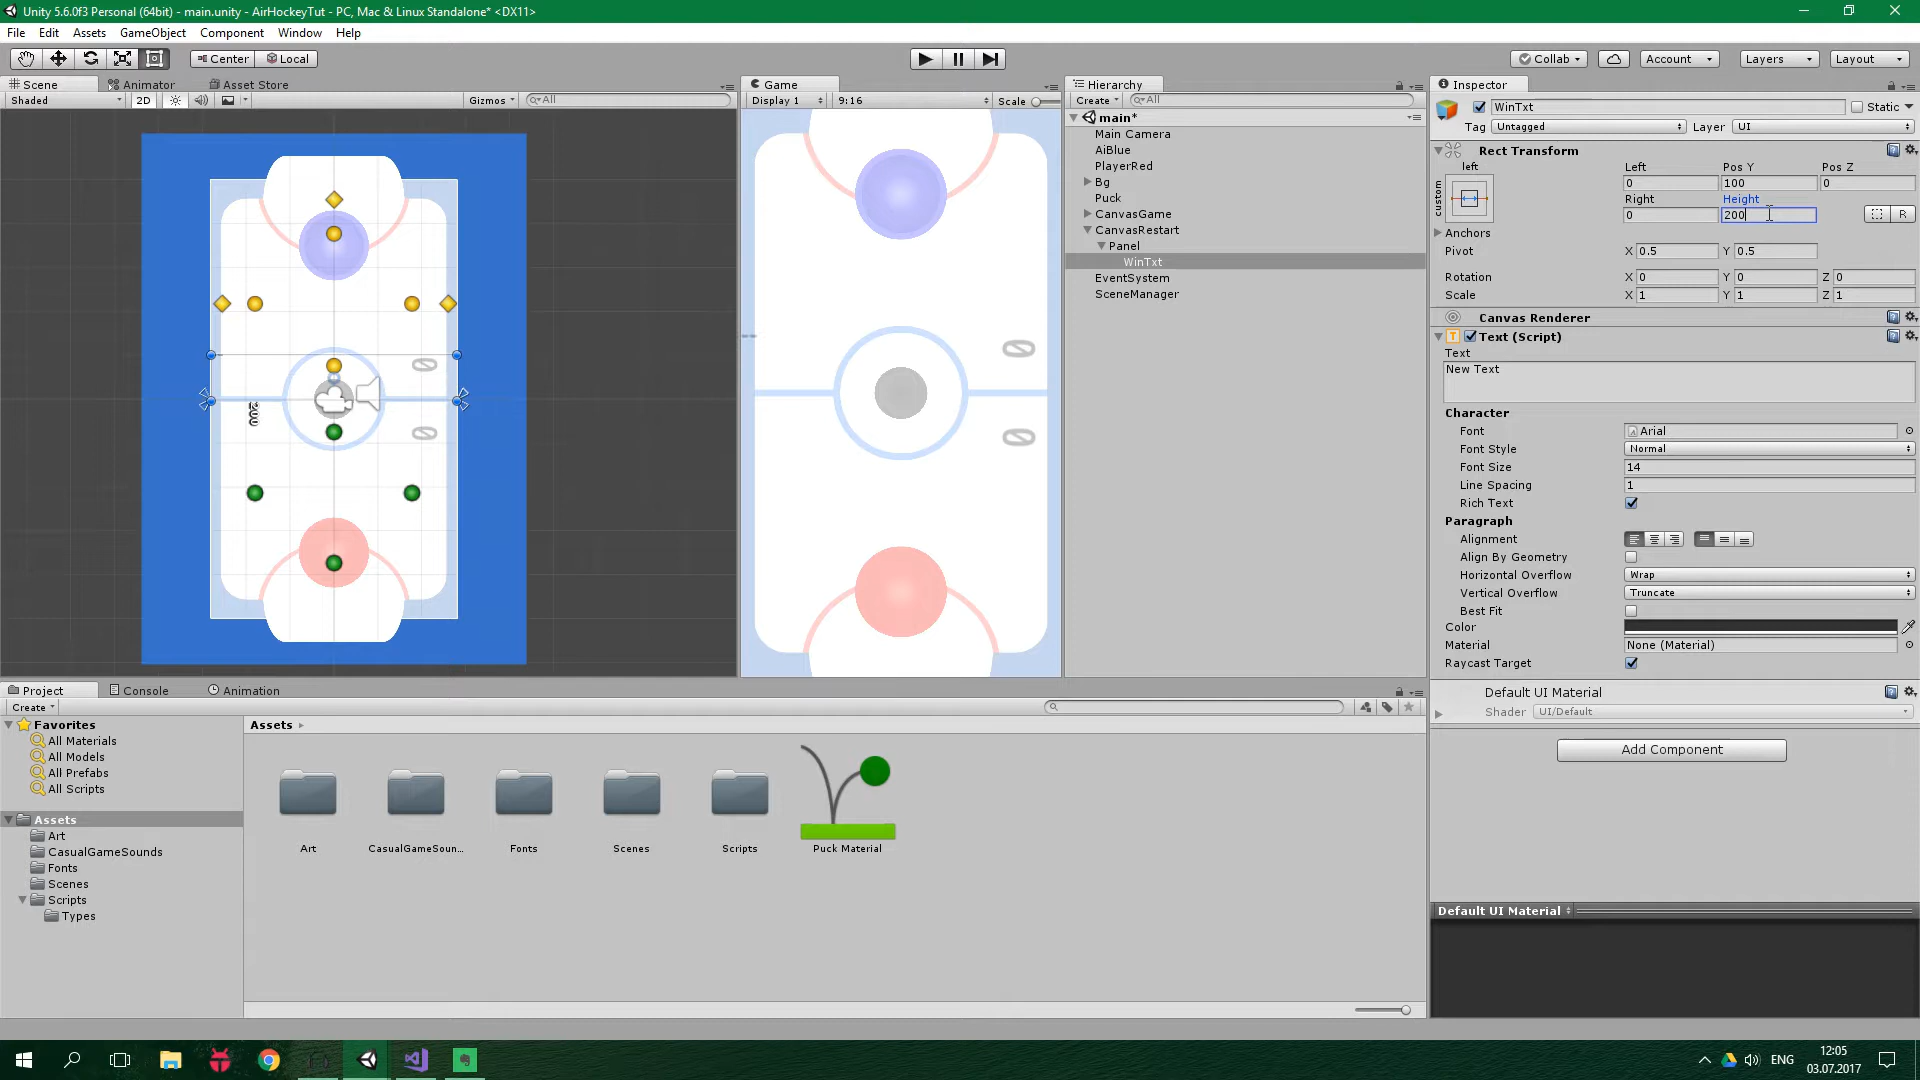 Unity 5.6.0f3 Personal (64bit) - main.unity - AirHockeyTut - PC, Mac & Linux Standalone* <DX11>
File Edit Assets GameObject Component Window Help
Center Local Collab Account Layers Layout
Scene Animator Asset Store Game Hierarchy Inspector
Shaded 2D Gizmos All Display 1 9:16 Scale Create All
WinTxt Static
Tag Untagged Layer UI
main*
Main Camera
AiBlue
PlayerRed
Bg
Puck
CanvasGame
CanvasRestart
Panel
WinTxt
EventSystem
SceneManager
200
0
0
0
0
Rect Transform
left Left Pos Y Pos Z
custom 0 100 0
Right Height
0 200 R
Anchors
Pivot X 0.5 Y 0.5
Rotation X 0 Y 0 Z 0
Scale X 1 Y 1 Z 1
Canvas Renderer
Text (Script)
Text
New Text
Character
Font Arial
Font Style Normal
Font Size 14
Line Spacing 1
Rich Text
Paragraph
Alignment
Align By Geometry
Horizontal Overflow Wrap
Vertical Overflow Truncate
Best Fit
Color
Material None (Material)
Raycast Target
Default UI Material
Shader UI/Default
Add Component
Default UI Material
Project Console Animation
Create
Favorites
All Materials
All Models
All Prefabs
All Scripts
Assets
Art
CasualGameSounds
Fonts
Scenes
Scripts
Types
Assets
Art CasualGameSoun... Fonts Scenes Scripts Puck Material
ENG 12:05
03.07.2017